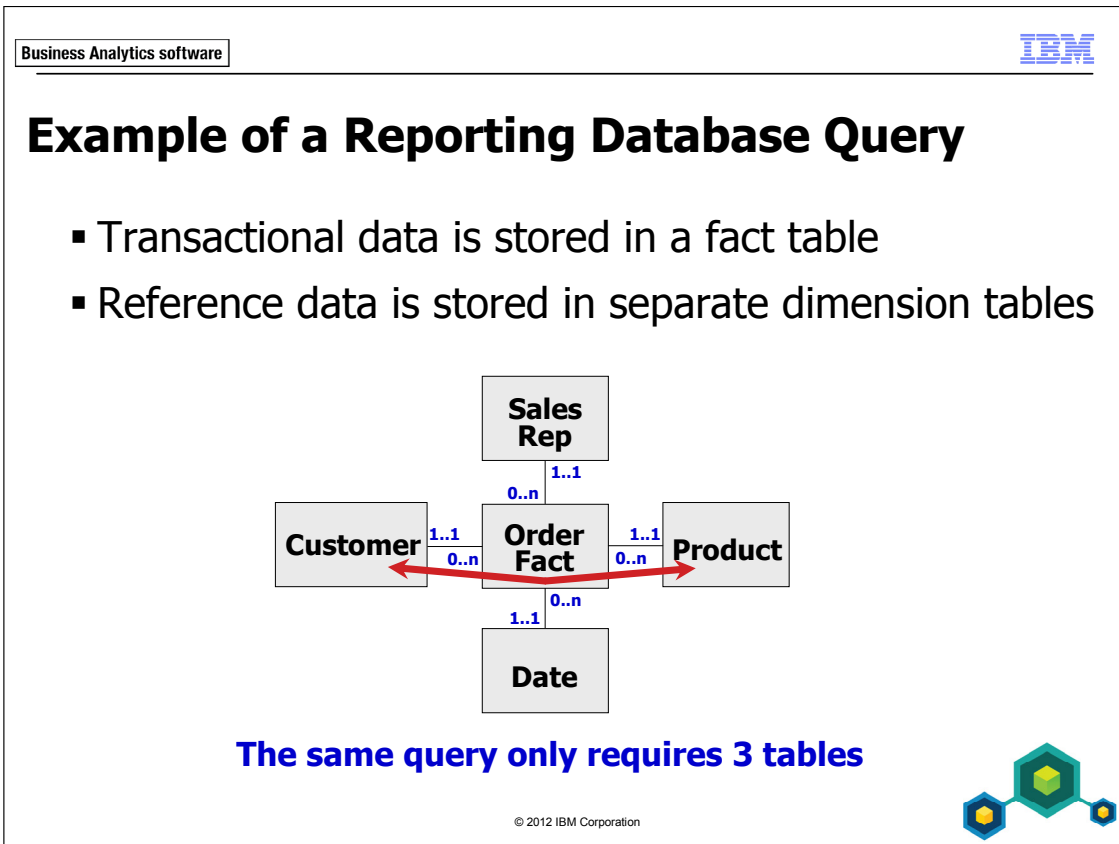 Business Analytics software
IBM
Example of a Reporting Database Query
▪ Transactional data is stored in a fact table
▪ Reference data is stored in separate dimension tables
Sales
Rep
1..1
0..n
Customer
1..1
0..n
Order
Fact
1..1
0..n
Product
0..n
1..1
Date
The same query only requires 3 tables
© 2012 IBM Corporation